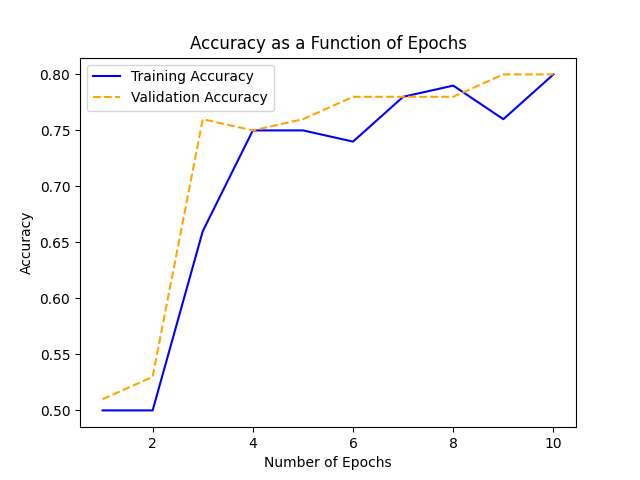 Accuracy as a Function of Epochs
Training Accuracy
Validation Accuracy
0.80
0.75
0.70
0.65
0.60
0.55
0.50
Accuracy
2 4 6 8 10
Number of Epochs